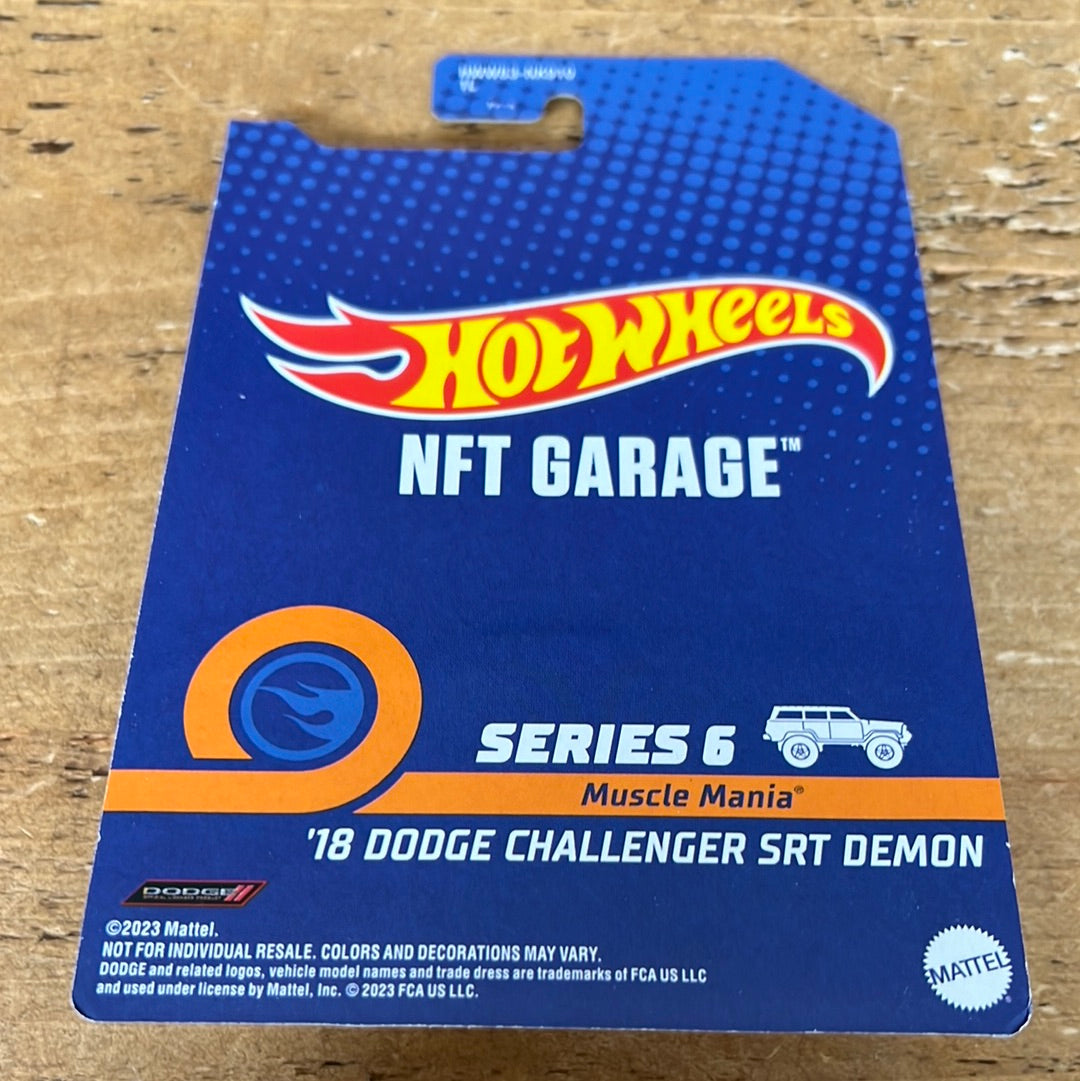 HOT WHEELS
NFT GARAGE™
SERIES 6
Muscle Mania®
'18 DODGE CHALLENGER SRT DEMON
DODGE
©2023 Mattel.
NOT FOR INDIVIDUAL RESALE. COLORS AND DECORATIONS MAY VARY.
DODGE and related logos, vehicle model names and trade dress are trademarks of FCA US LLC
and used under license by Mattel, Inc. © 2023 FCA US LLC.
MATTEL®